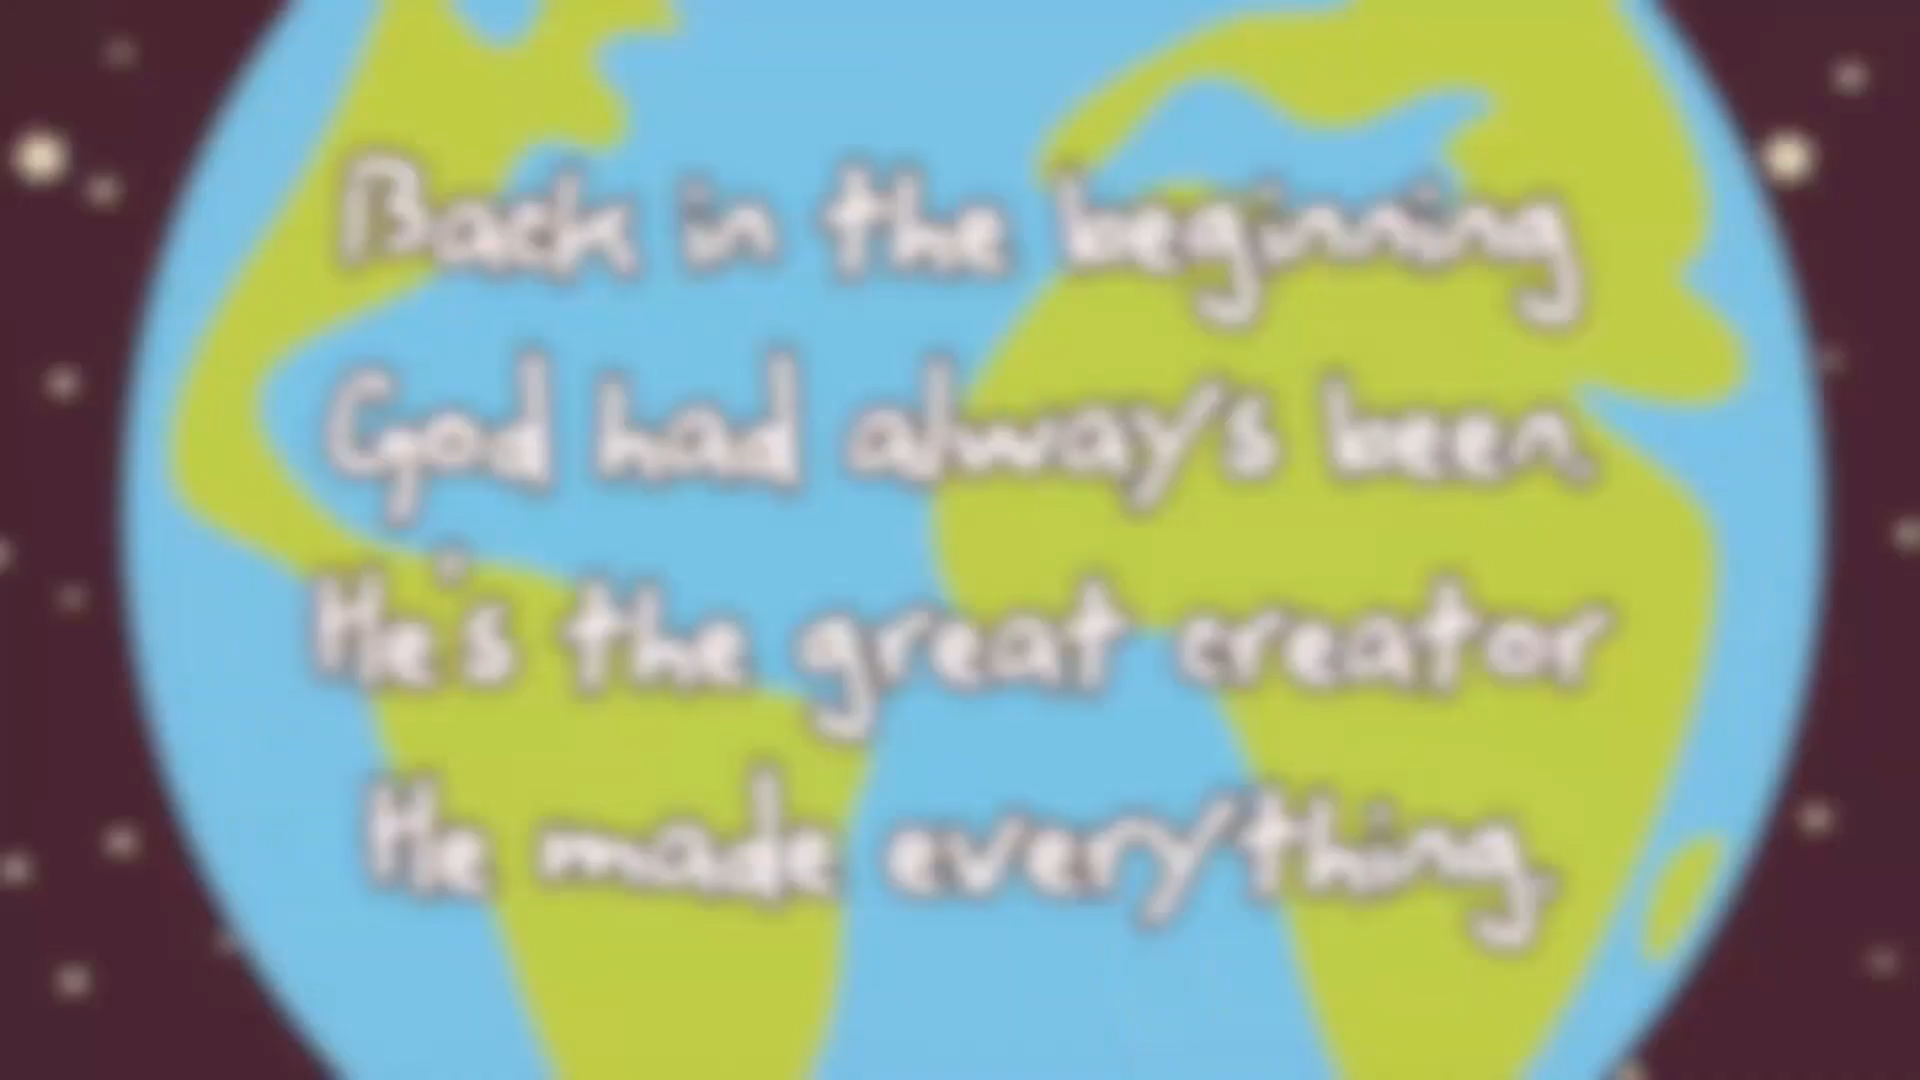 Back in the beginning
God had always been.
He's the great creator
He made everything.